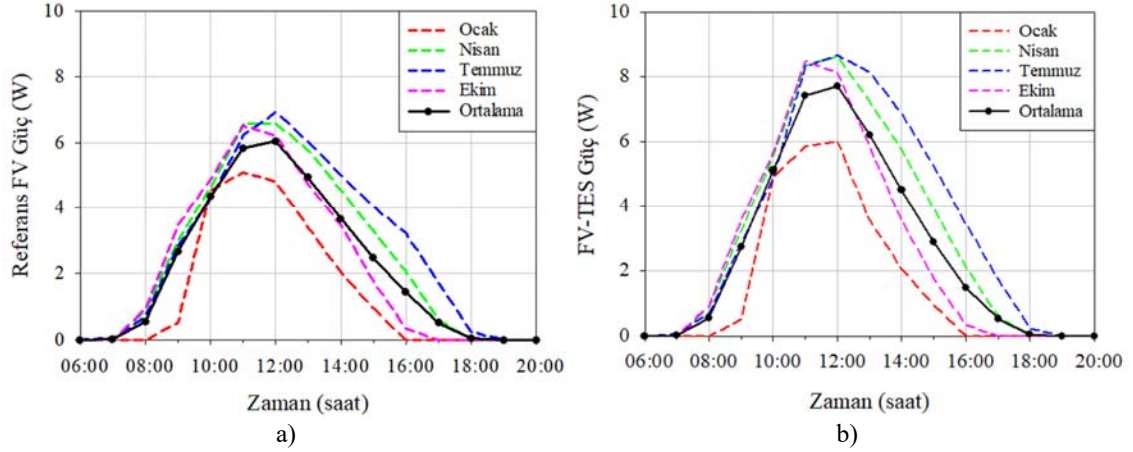 Referans FV Güç (W)
10
8
6
4
2
0
Ocak
Nisan
Temmuz
Ekim
Ortalama
06:00 08:00 10:00 12:00 14:00 16:00 18:00 20:00
Zaman (saat)
a)
FV-TES Güç (W)
10
8
6
4
2
0
Ocak
Nisan
Temmuz
Ekim
Ortalama
06:00 08:00 10:00 12:00 14:00 16:00 18:00 20:00
Zaman (saat)
b)